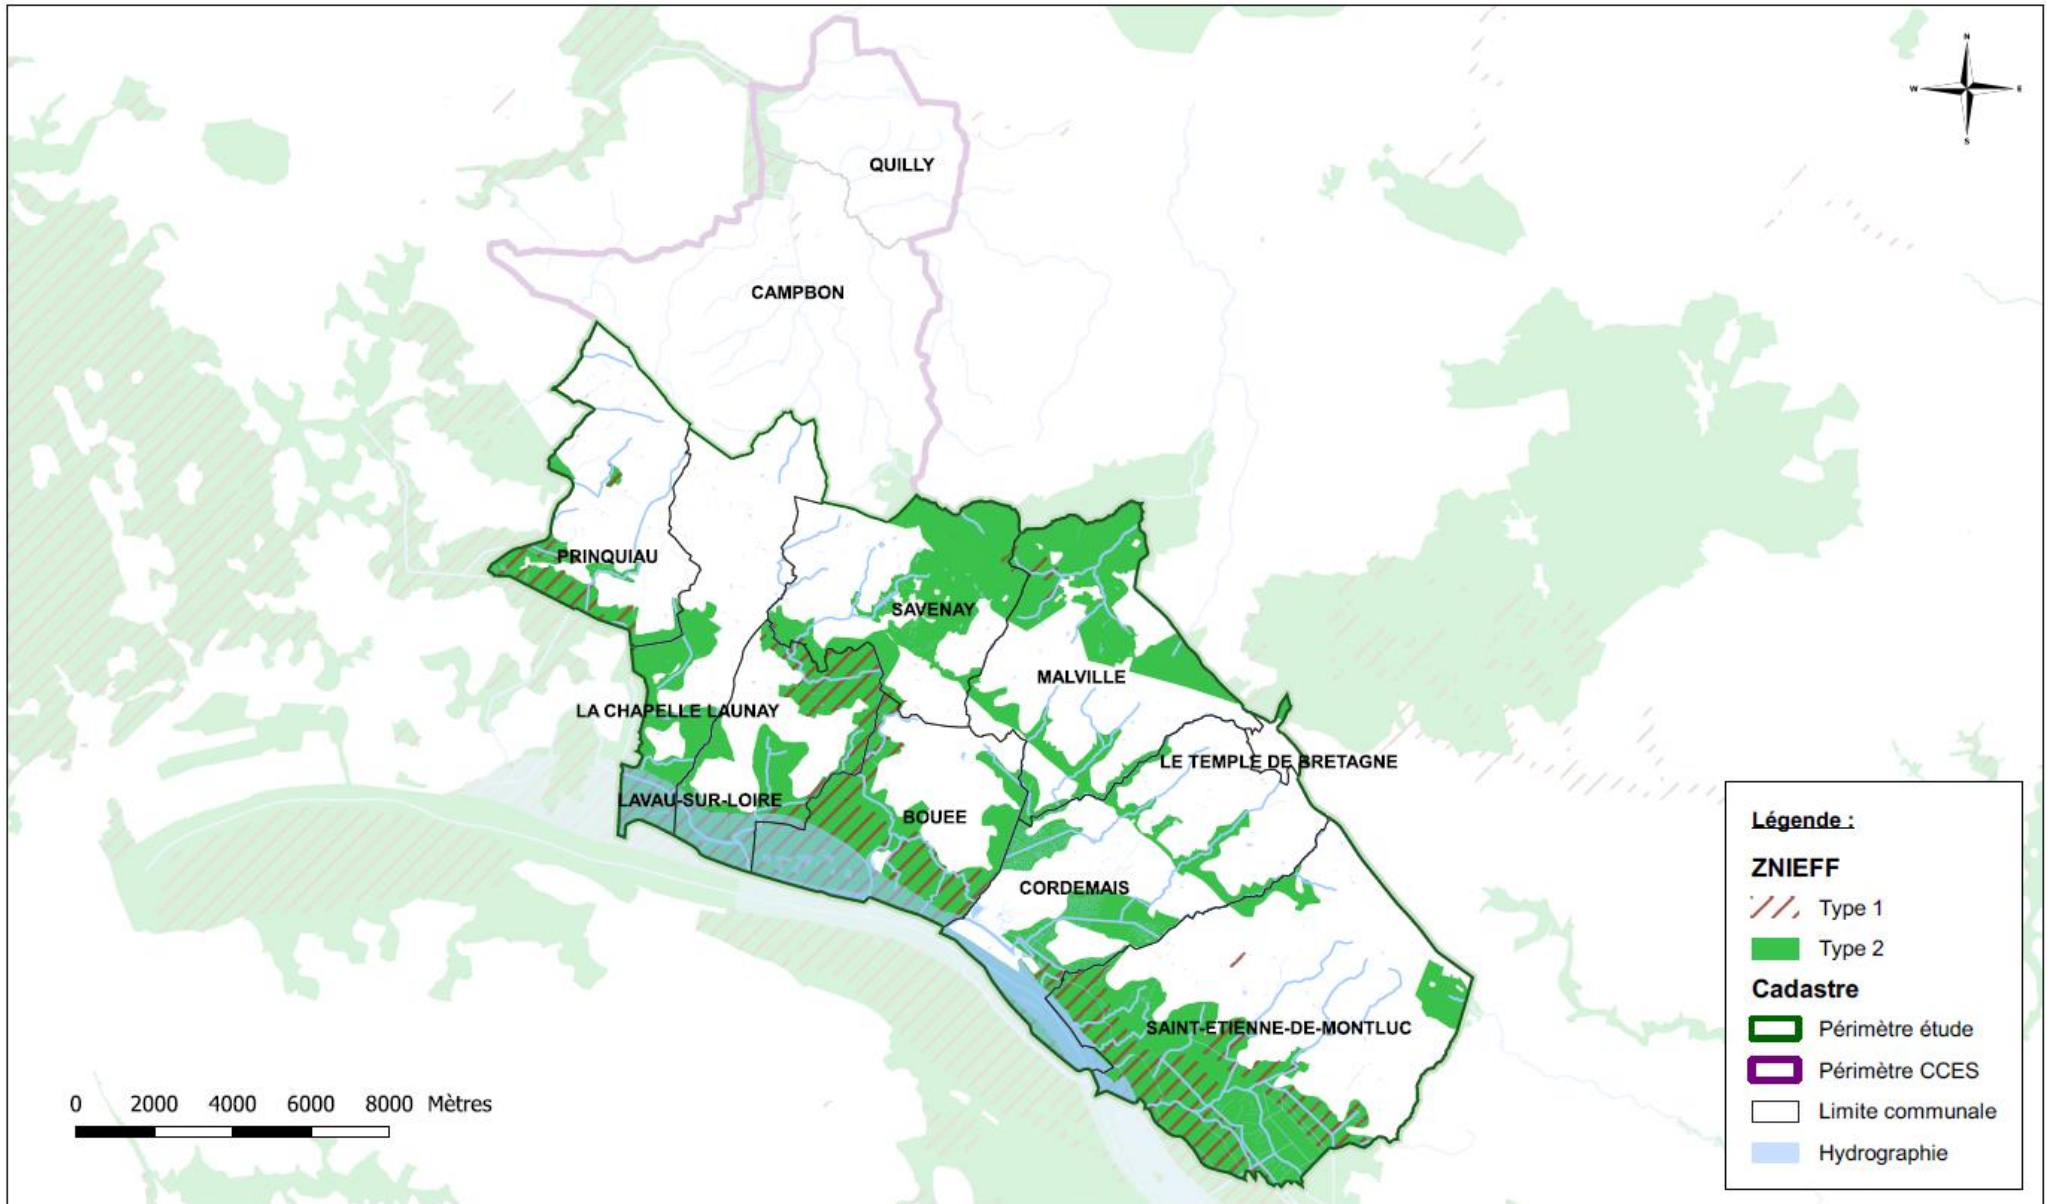 N
W
E
S
QUILLY
CAMPBON
PRINQUIAU
SAVENAY
MALVILLE
LA CHAPELLE LAUNAY
LE TEMPLE DE BRETAGNE
LAVAU-SUR-LOIRE
BOUEE
CORDEMAIS
SAINT-ETIENNE-DE-MONTLUC
0 2000 4000 6000 8000 Mètres
Légende :
ZNIEFF
Type 1
Type 2
Cadastre
Périmètre étude
Périmètre CCES
Limite communale
Hydrographie